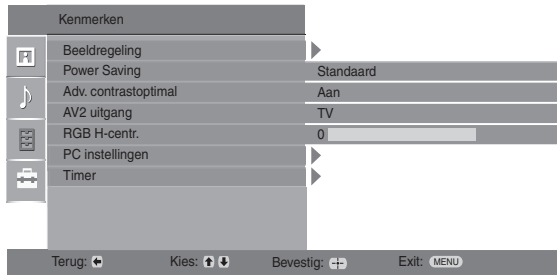 Kenmerken
Beeldregeling
Power Saving Standaard
Adv. contrastoptimal Aan
AV2 uitgang TV
RGB H-centr. 0
PC instellingen
Timer
Terug: Kies: Bevestig: Exit: MENU